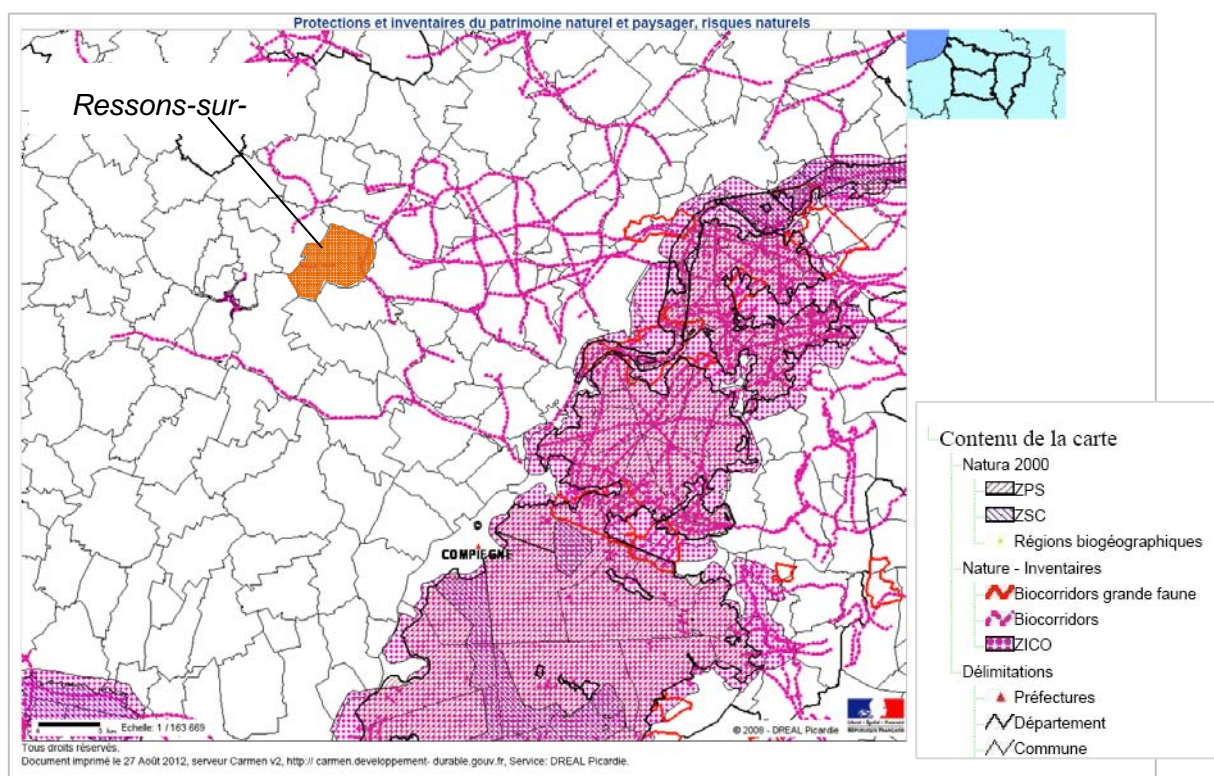 Protections et inventaires du patrimoine naturel et paysager, risques naturels
Ressons-sur-
COMPIEGNE
Contenu de la carte
Natura 2000
ZPS
ZSC
Régions biogéographiques
Nature - Inventaires
Biocorridors grande faune
Biocorridors
ZICO
Délimitations
Préfectures
Département
Commune
Echelle: 1 / 163 669
© 2008 - DREAL Picardie
RÉPUBLIQUE FRANÇAISE
Tous droits réservés.
Document imprimé le 27 Août 2012, serveur Carmen v2, http:// carmen.developpement- durable.gouv.fr, Service: DREAL Picardie.